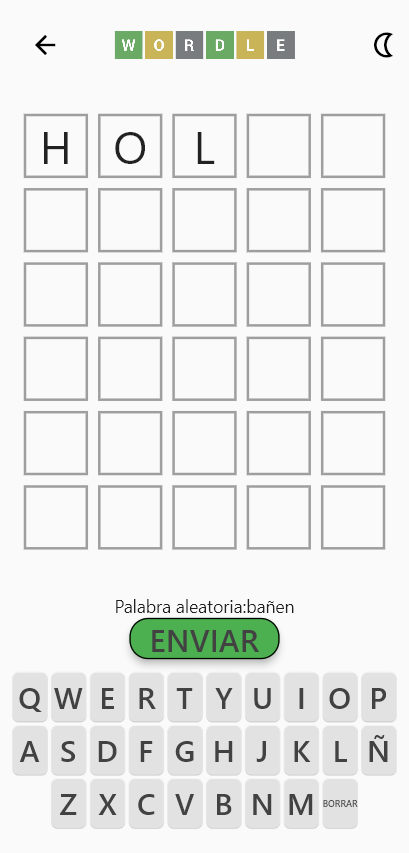 WORDLE
H O L
Palabra aleatoria:bañen
ENVIAR
Q W E R T Y U I O P
A S D F G H J K L Ñ
Z X C V B N M BORRAR